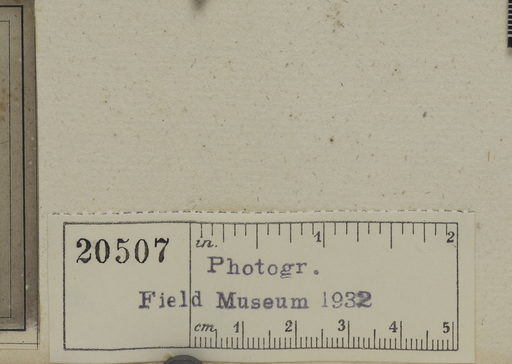 20507
in. 1 2
Photogr.
Field Museum 1932
cm 1 2 3 4 5